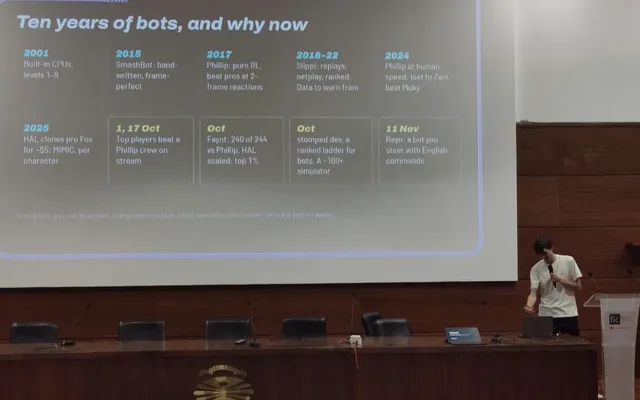 Ten years of bots, and why now
2001
Built-in CPUs,
levels 1–9
2015
SmashBot: hand-
written, frame-
perfect
2017
Phillip: pure RL,
beat pros at 2-
frame reactions
2018–22
Slippi: replays,
netplay, ranked.
Data to learn from
2024
Phillip at human
speed: lost to Zain,
beat Moky
2025
HAL clones pro Fox
for ~$5; MIMIC, per
character
1, 17 Oct
Top players beat a
Phillip crew on
stream
Oct
Faynt: 240 of 244
vs Phillip; HAL
scaled: top 1%
Oct
stomped.dev, a
ranked ladder for
bots. A ~100×
simulator
11 Nov
a bot you
steer with English
commands
fic